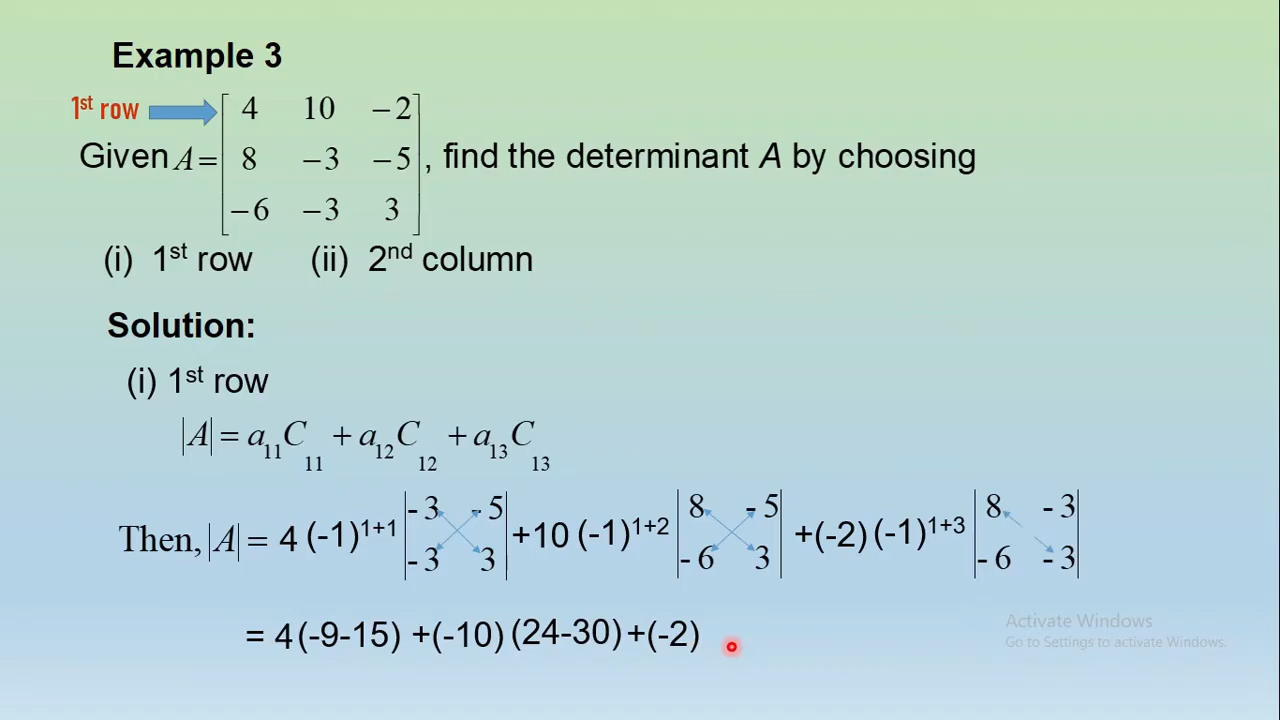 Example 3
1st row
Given A = [ 4 10 −2
8 −3 −5
−6 −3 3 ] , find the determinant A by choosing
(i) 1st row (ii) 2nd column
Solution:
(i) 1st row
|A| = a11C11 + a12C12 + a13C13
Then, |A| = 4 (-1)1+1 |-3 -5| +10 (-1)1+2 |8 -5| +(-2) (-1)1+3 |8 -3|
|-3 3| |-6 3| |-6 -3|
= 4 (-9-15) +(-10) (24-30) +(-2)
Activate Windows
Go to Settings to activate Windows.